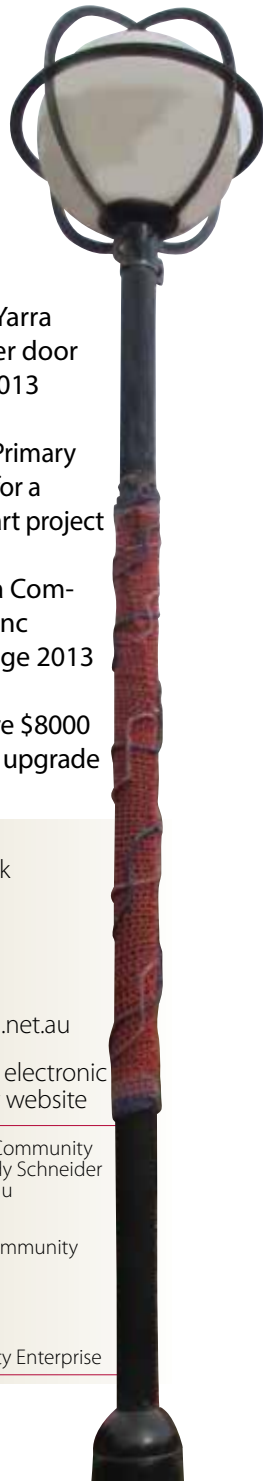 Yarra
er door
013
Primary
for a
art project
Com-
nc
ge 2013
e $8000
upgrade
k
.net.au
electronic
website
Community
ly Schneider
u
mmunity
ty Enterprise